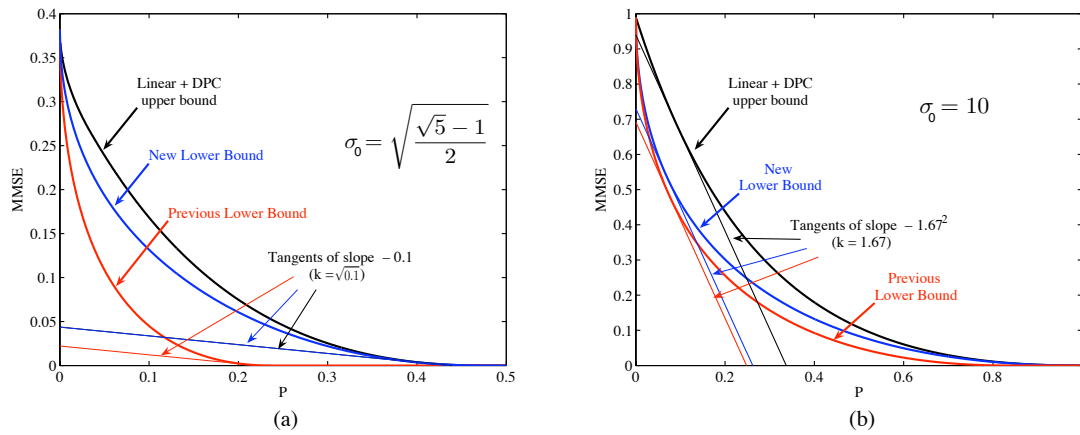 0.4
0.35
0.3
0.25
0.2
0.15
0.1
0.05
0
MMSE
Linear + DPC
upper bound
New Lower Bound
Previous Lower Bound
σ₀ = √((√5 − 1)/2)
Tangents of slope − 0.1
(k = √0.1)
0 0.1 0.2 0.3 0.4 0.5
P
(a)
1
0.9
0.8
0.7
0.6
0.5
0.4
0.3
0.2
0.1
0
MMSE
Linear + DPC
upper bound
σ₀ = 10
New
Lower Bound
Tangents of slope − 1.67²
(k = 1.67)
Previous
Lower Bound
0 0.2 0.4 0.6 0.8
P
(b)